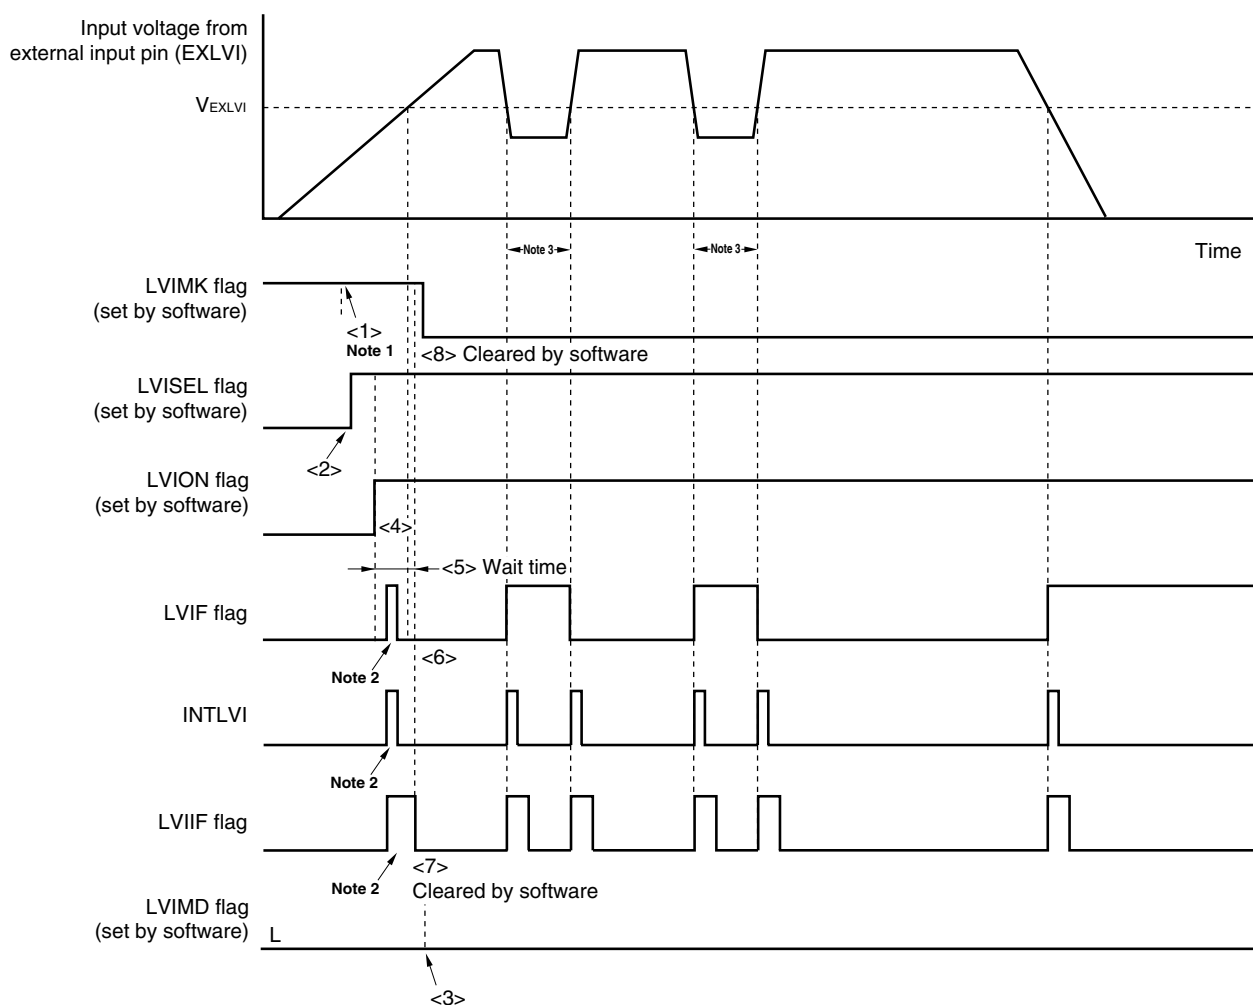 Input voltage from
external input pin (EXLVI)
VEXLVI
Note 3
Note 3
Time
LVIMK flag
(set by software)
<1>
Note 1
<8> Cleared by software
LVISEL flag
(set by software)
<2>
LVION flag
(set by software)
<4>
<5> Wait time
LVIF flag
Note 2
<6>
INTLVI
Note 2
LVIIF flag
Note 2
<7>
Cleared by software
LVIMD flag
(set by software)
L
<3>